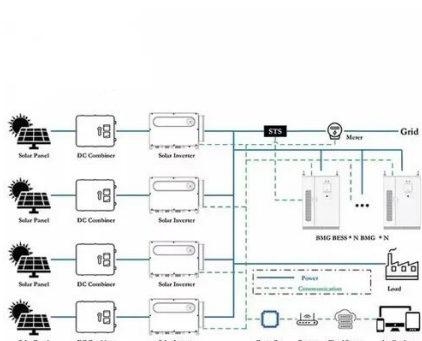 STS
Meter
Grid
Solar Panel DC Combiner Solar Inverter
Solar Panel DC Combiner Solar Inverter
BMG BESS * N BMG * N
Solar Panel DC Combiner Solar Inverter
Power
Communication
Load